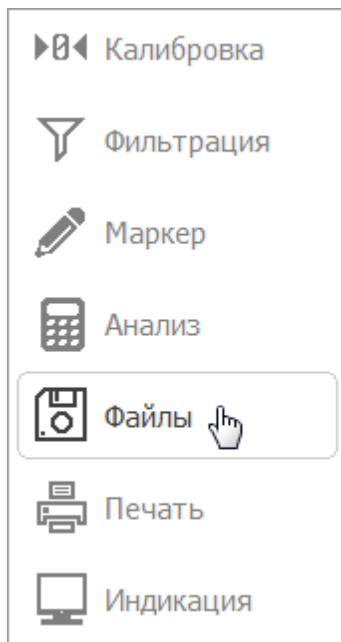 Калибровка
Фильтрация
Маркер
Анализ
Файлы
Печать
Индикация